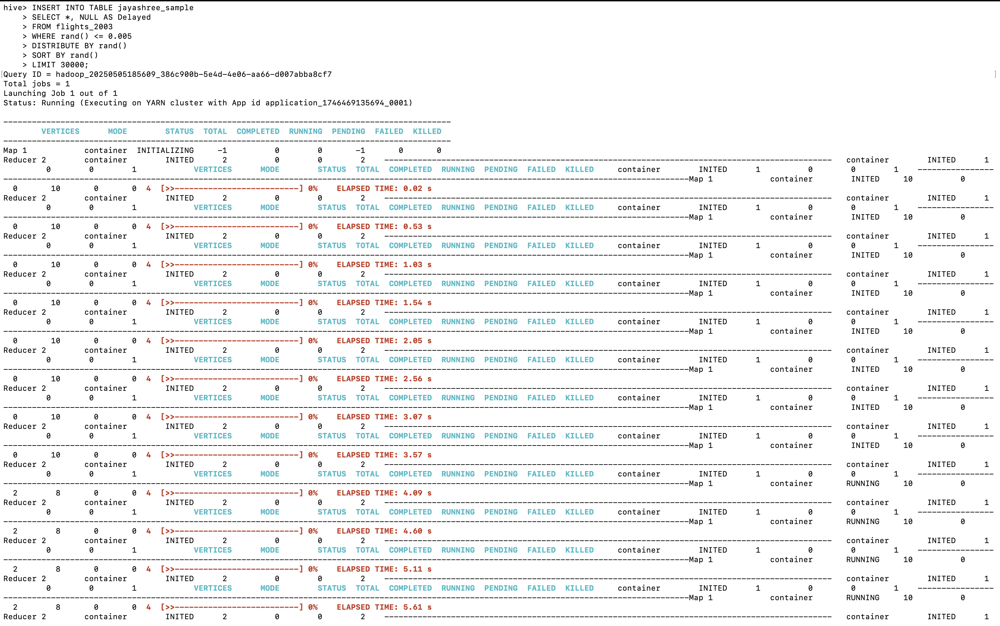 hive> INSERT INTO TABLE jayashree_sample
> SELECT *, NULL AS Delayed
> FROM flights_2003
> WHERE rand() <= 0.005
> DISTRIBUTE BY rand()
> SORT BY rand()
> LIMIT 30000;
[Query ID = hadoop_20250505185609_386c900b-5e4d-4e06-aa66-d007abba8cf7 ]
Total jobs = 1
Launching Job 1 out of 1
Status: Running (Executing on YARN cluster with App id application_1746469135694_0001)
----------------------------------------------------------------------------------------------
VERTICES MODE STATUS TOTAL COMPLETED RUNNING PENDING FAILED KILLED
----------------------------------------------------------------------------------------------
Map 1 container INITIALIZING -1 0 0 -1 0 0
Reducer 2 container INITED 2 0 0 2 ---------------------------------------------------------------------------------------------- container INITED 1
0 0 1 VERTICES MODE STATUS TOTAL COMPLETED RUNNING PENDING FAILED KILLED container INITED 1 0 0 1 ----------------
----------------------------------------------------------------------------------------------Map 1 container INITED 10 0
0 10 0 0 4 [>>--------------------------] 0% ELAPSED TIME: 0.02 s
Reducer 2 container INITED 2 0 0 2 ---------------------------------------------------------------------------------------------- container INITED 1
0 0 1 VERTICES MODE STATUS TOTAL COMPLETED RUNNING PENDING FAILED KILLED container INITED 1 0 0 1 ----------------
----------------------------------------------------------------------------------------------Map 1 container INITED 10 0
0 10 0 0 4 [>>--------------------------] 0% ELAPSED TIME: 0.53 s
Reducer 2 container INITED 2 0 0 2 ---------------------------------------------------------------------------------------------- container INITED 1
0 0 1 VERTICES MODE STATUS TOTAL COMPLETED RUNNING PENDING FAILED KILLED container INITED 1 0 0 1 ----------------
----------------------------------------------------------------------------------------------Map 1 container INITED 10 0
0 10 0 0 4 [>>--------------------------] 0% ELAPSED TIME: 1.03 s
Reducer 2 container INITED 2 0 0 2 ---------------------------------------------------------------------------------------------- container INITED 1
0 0 1 VERTICES MODE STATUS TOTAL COMPLETED RUNNING PENDING FAILED KILLED container INITED 1 0 0 1 ----------------
----------------------------------------------------------------------------------------------Map 1 container INITED 10 0
0 10 0 0 4 [>>--------------------------] 0% ELAPSED TIME: 1.54 s
Reducer 2 container INITED 2 0 0 2 ---------------------------------------------------------------------------------------------- container INITED 1
0 0 1 VERTICES MODE STATUS TOTAL COMPLETED RUNNING PENDING FAILED KILLED container INITED 1 0 0 1 ----------------
----------------------------------------------------------------------------------------------Map 1 container INITED 10 0
0 10 0 0 4 [>>--------------------------] 0% ELAPSED TIME: 2.05 s
Reducer 2 container INITED 2 0 0 2 ---------------------------------------------------------------------------------------------- container INITED 1
0 0 1 VERTICES MODE STATUS TOTAL COMPLETED RUNNING PENDING FAILED KILLED container INITED 1 0 0 1 ----------------
----------------------------------------------------------------------------------------------Map 1 container INITED 10 0
0 10 0 0 4 [>>--------------------------] 0% ELAPSED TIME: 2.56 s
Reducer 2 container INITED 2 0 0 2 ---------------------------------------------------------------------------------------------- container INITED 1
0 0 1 VERTICES MODE STATUS TOTAL COMPLETED RUNNING PENDING FAILED KILLED container INITED 1 0 0 1 ----------------
----------------------------------------------------------------------------------------------Map 1 container INITED 10 0
0 10 0 0 4 [>>--------------------------] 0% ELAPSED TIME: 3.07 s
Reducer 2 container INITED 2 0 0 2 ---------------------------------------------------------------------------------------------- container INITED 1
0 0 1 VERTICES MODE STATUS TOTAL COMPLETED RUNNING PENDING FAILED KILLED container INITED 1 0 0 1 ----------------
----------------------------------------------------------------------------------------------Map 1 container INITED 10 0
0 10 0 0 4 [>>--------------------------] 0% ELAPSED TIME: 3.57 s
Reducer 2 container INITED 2 0 0 2 ---------------------------------------------------------------------------------------------- container INITED 1
0 0 1 VERTICES MODE STATUS TOTAL COMPLETED RUNNING PENDING FAILED KILLED container INITED 1 0 0 1 ----------------
----------------------------------------------------------------------------------------------Map 1 container RUNNING 10 0
2 8 0 0 4 [>>--------------------------] 0% ELAPSED TIME: 4.09 s
Reducer 2 container INITED 2 0 0 2 ---------------------------------------------------------------------------------------------- container INITED 1
0 0 1 VERTICES MODE STATUS TOTAL COMPLETED RUNNING PENDING FAILED KILLED container INITED 1 0 0 1 ----------------
----------------------------------------------------------------------------------------------Map 1 container RUNNING 10 0
2 8 0 0 4 [>>--------------------------] 0% ELAPSED TIME: 4.60 s
Reducer 2 container INITED 2 0 0 2 ---------------------------------------------------------------------------------------------- container INITED 1
0 0 1 VERTICES MODE STATUS TOTAL COMPLETED RUNNING PENDING FAILED KILLED container INITED 1 0 0 1 ----------------
----------------------------------------------------------------------------------------------Map 1 container RUNNING 10 0
2 8 0 0 4 [>>--------------------------] 0% ELAPSED TIME: 5.11 s
Reducer 2 container INITED 2 0 0 2 ---------------------------------------------------------------------------------------------- container INITED 1
0 0 1 VERTICES MODE STATUS TOTAL COMPLETED RUNNING PENDING FAILED KILLED container INITED 1 0 0 1 ----------------
----------------------------------------------------------------------------------------------Map 1 container RUNNING 10 0
2 8 0 0 4 [>>--------------------------] 0% ELAPSED TIME: 5.61 s
Reducer 2 container INITED 2 0 0 2 ---------------------------------------------------------------------------------------------- container INITED 1